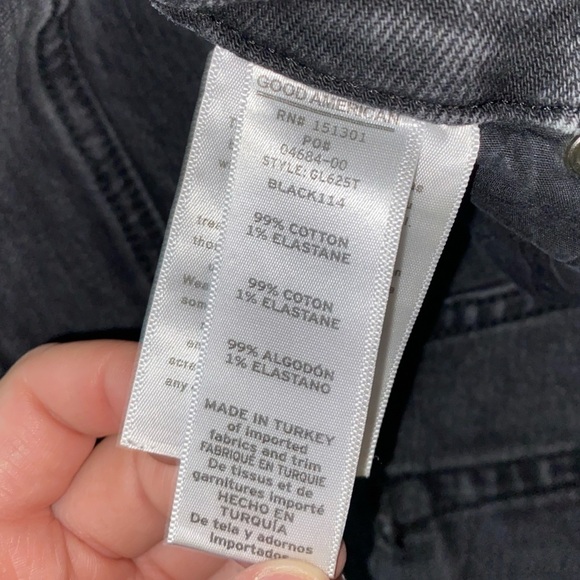 GOOD AMERICAN
RN# 151301
PO#
04684-00
STYLE: GL625T
BLACK114
99% COTTON
1% ELASTANE
99% COTON
1% ELASTANE
99% ALGODÓN
1% ELASTANO
MADE IN TURKEY
of imported
fabrics and trim
FABRIQUÉ EN TURQUIE
De tissus et de
garnitures importé
HECHO EN
TURQUÍA
De tela y adornos
Importados